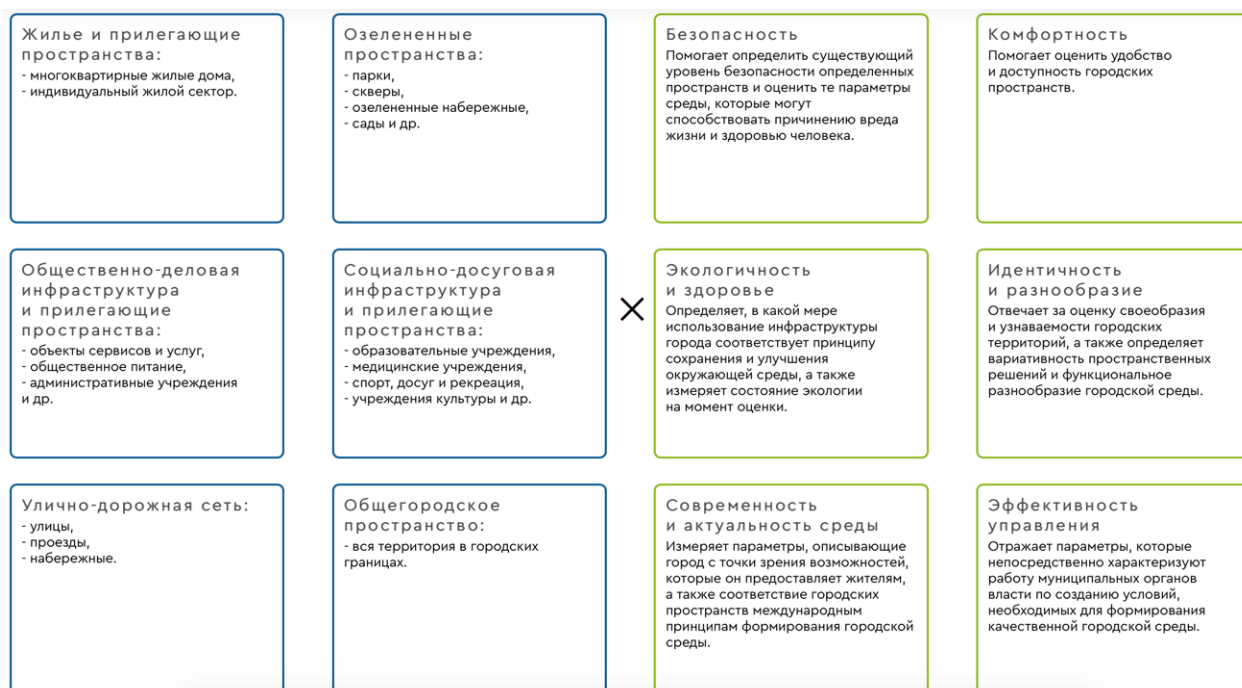 Жилье и прилегающие
пространства:
- многоквартирные жилые дома,
- индивидуальный жилой сектор.
Озелененные
пространства:
- парки,
- скверы,
- озелененные набережные,
- сады и др.
Безопасность
Помогает определить существующий
уровень безопасности определенных
пространств и оценить те параметры
среды, которые могут
способствовать причинению вреда
жизни и здоровью человека.
Комфортность
Помогает оценить удобство
и доступность городских
пространств.
Общественно-деловая
инфраструктура
и прилегающие
пространства:
- объекты сервисов и услуг,
- общественное питание,
- административные учреждения
и др.
Социально-досуговая
инфраструктура
и прилегающие
пространства:
- образовательные учреждения,
- медицинские учреждения,
- спорт, досуг и рекреация,
- учреждения культуры и др.
×
Экологичность
и здоровье
Определяет, в какой мере
использование инфраструктуры
города соответствует принципу
сохранения и улучшения
окружающей среды, а также
измеряет состояние экологии
на момент оценки.
Идентичность
и разнообразие
Отвечает за оценку своеобразия
и узнаваемости городских
территорий, а также определяет
вариативность пространственных
решений и функциональное
разнообразие городской среды.
Улично-дорожная сеть:
- улицы,
- проезды,
- набережные.
Общегородское
пространство:
- вся территория в городских
границах.
Современность
и актуальность среды
Измеряет параметры, описывающие
город с точки зрения возможностей,
которые он предоставляет жителям,
а также соответствие городских
пространств международным
принципам формирования городской
среды.
Эффективность
управления
Отражает параметры, которые
непосредственно характеризуют
работу муниципальных органов
власти по созданию условий,
необходимых для формирования
качественной городской среды.